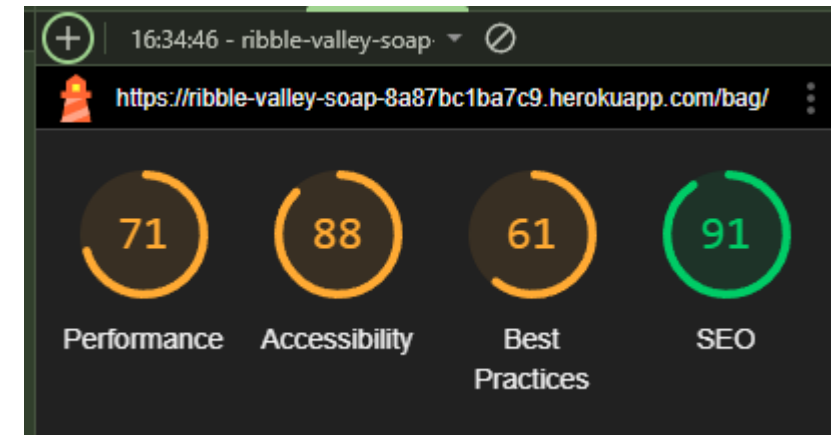 16:34:46 - ribble-valley-soap-
https://ribble-valley-soap-8a87bc1ba7c9.herokuapp.com/bag/
71 88 61 91
Performance Accessibility Best SEO
Practices